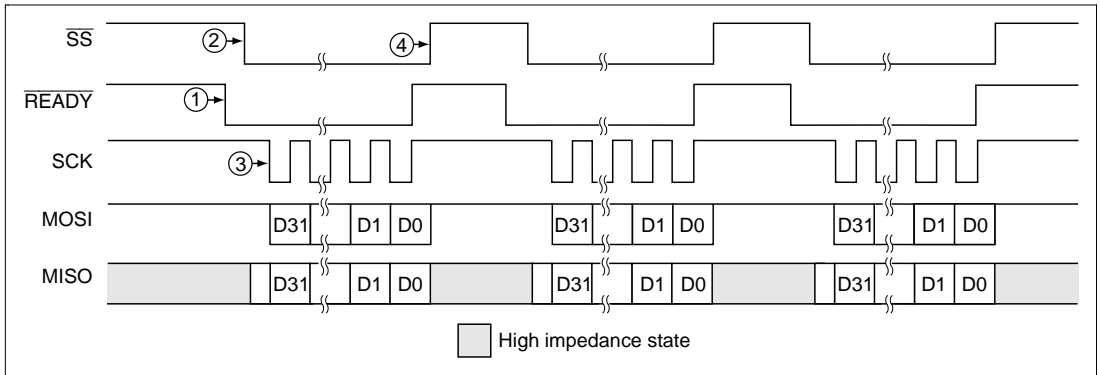 SS
② ④
READY
①
SCK
③
MOSI
D31 D1 D0 D31 D1 D0 D31 D1 D0
MISO
D31 D1 D0 D31 D1 D0 D31 D1 D0
High impedance state